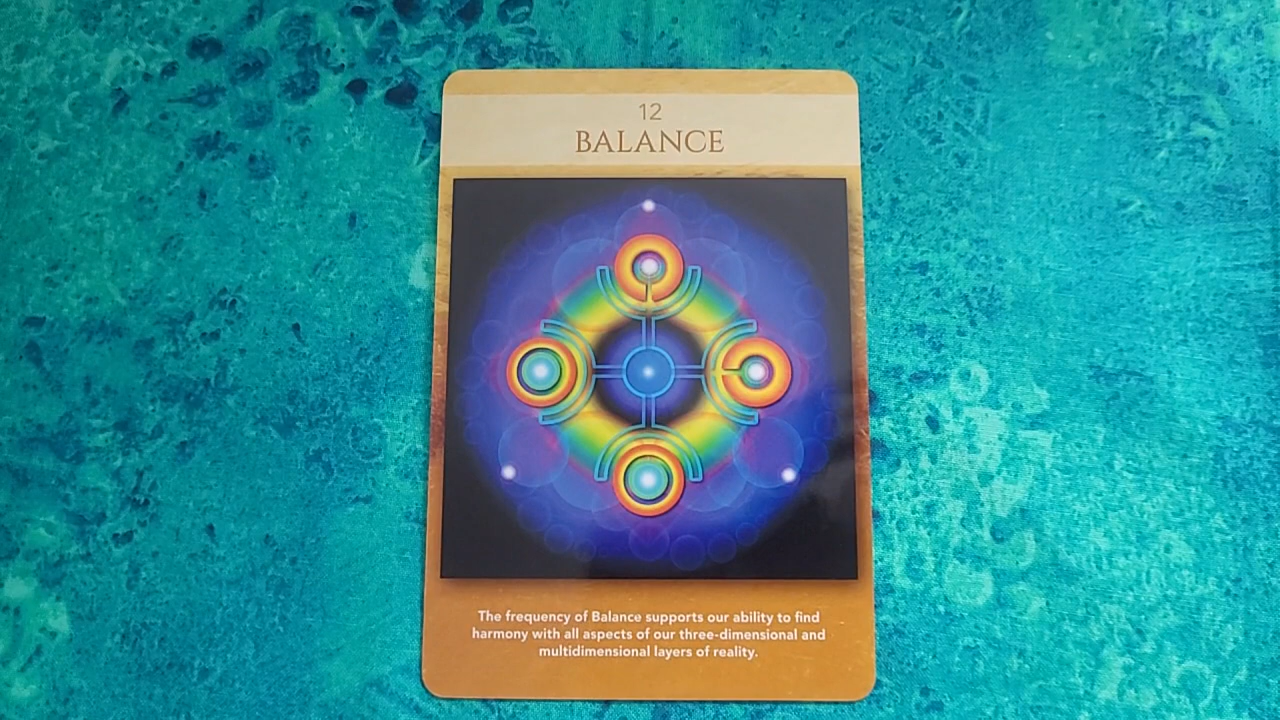 12
BALANCE
The frequency of Balance supports our ability to find
harmony with all aspects of our three-dimensional and
multidimensional layers of reality.